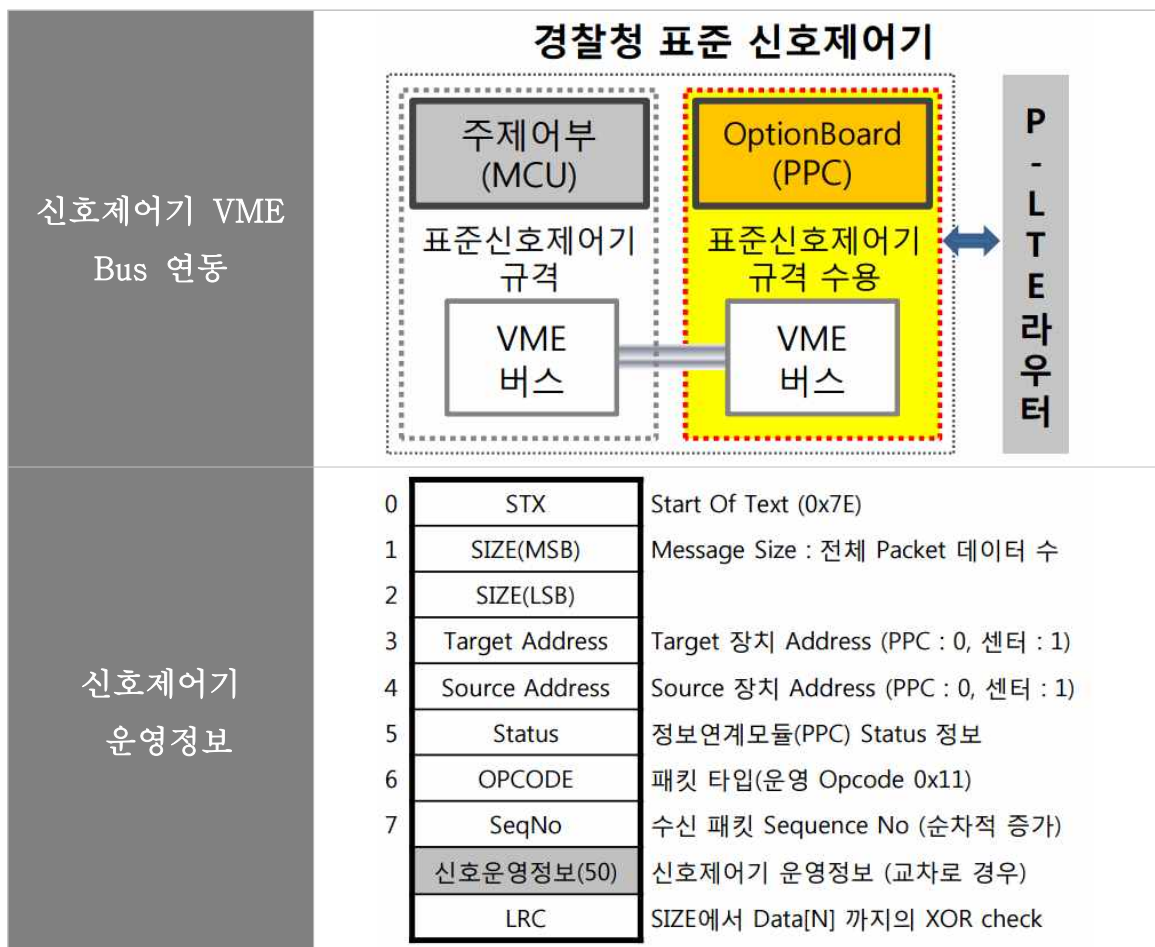 신호제어기 VME
Bus 연동
경찰청 표준 신호제어기
주제어부
(MCU)
표준신호제어기
규격
VME
버스
OptionBoard
(PPC)
표준신호제어기
규격 수용
VME
버스
P
-
L
T
E
라
우
터
신호제어기
운영정보
0 STX Start Of Text (0x7E)
1 SIZE(MSB) Message Size : 전체 Packet 데이터 수
2 SIZE(LSB)
3 Target Address Target 장치 Address (PPC : 0, 센터 : 1)
4 Source Address Source 장치 Address (PPC : 0, 센터 : 1)
5 Status 정보연계모듈(PPC) Status 정보
6 OPCODE 패킷 타입(운영 Opcode 0x11)
7 SeqNo 수신 패킷 Sequence No (순차적 증가)
신호운영정보(50) 신호제어기 운영정보 (교차로 경우)
LRC SIZE에서 Data[N] 까지의 XOR check